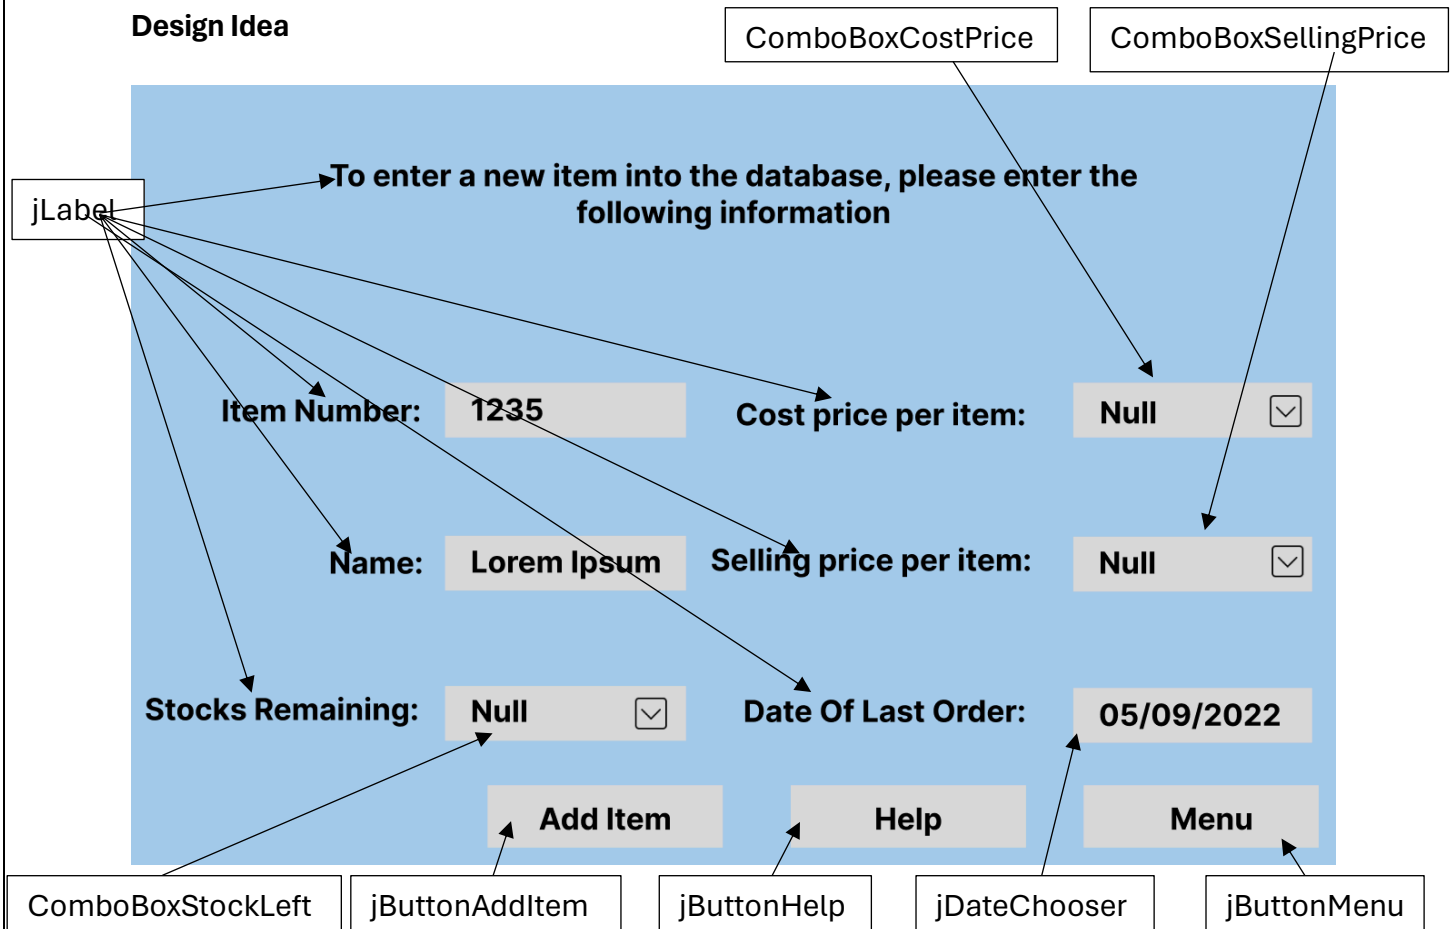 Design Idea
ComboBoxCostPrice
ComboBoxSellingPrice
jLabel
To enter a new item into the database, please enter the
following information
Item Number:
1235
Cost price per item:
Null
Name:
Lorem Ipsum
Selling price per item:
Null
Stocks Remaining:
Null
Date Of Last Order:
05/09/2022
Add Item
Help
Menu
ComboBoxStockLeft
jButtonAddItem
jButtonHelp
jDateChooser
jButtonMenu